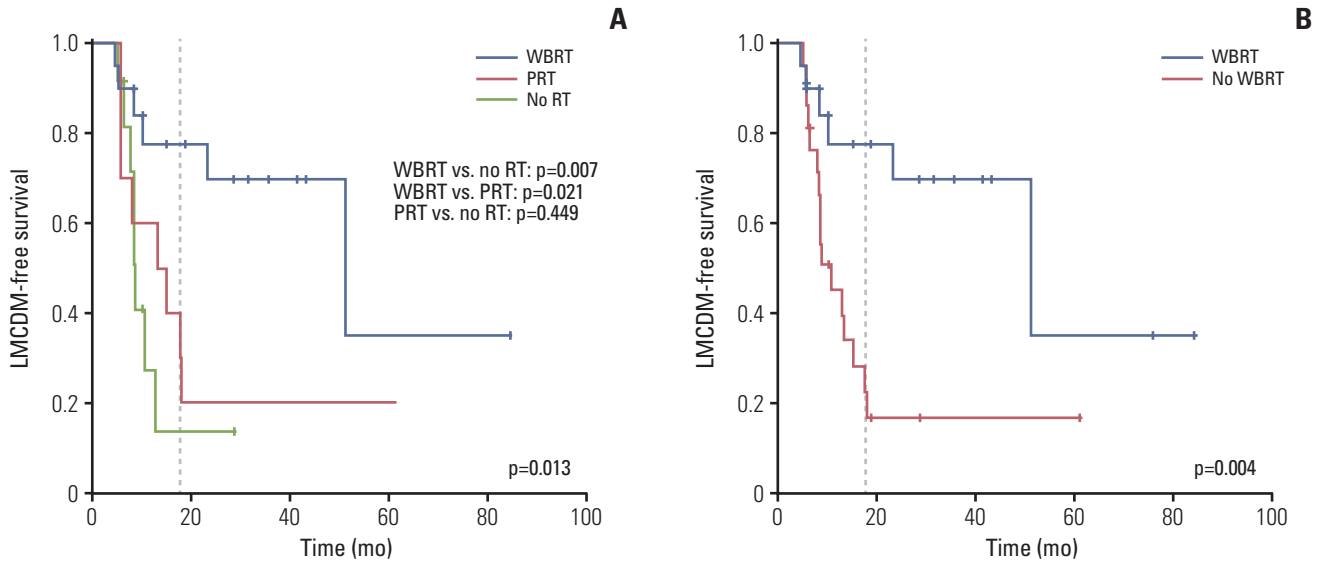 A
LMCDM-free survival
1.0
0.8
0.6
0.4
0.2
0
WBRT
PRT
No RT
WBRT vs. no RT: p=0.007
WBRT vs. PRT: p=0.021
PRT vs. no RT: p=0.449
p=0.013
0 20 40 60 80 100
Time (mo)
B
LMCDM-free survival
1.0
0.8
0.6
0.4
0.2
0
WBRT
No WBRT
p=0.004
0 20 40 60 80 100
Time (mo)